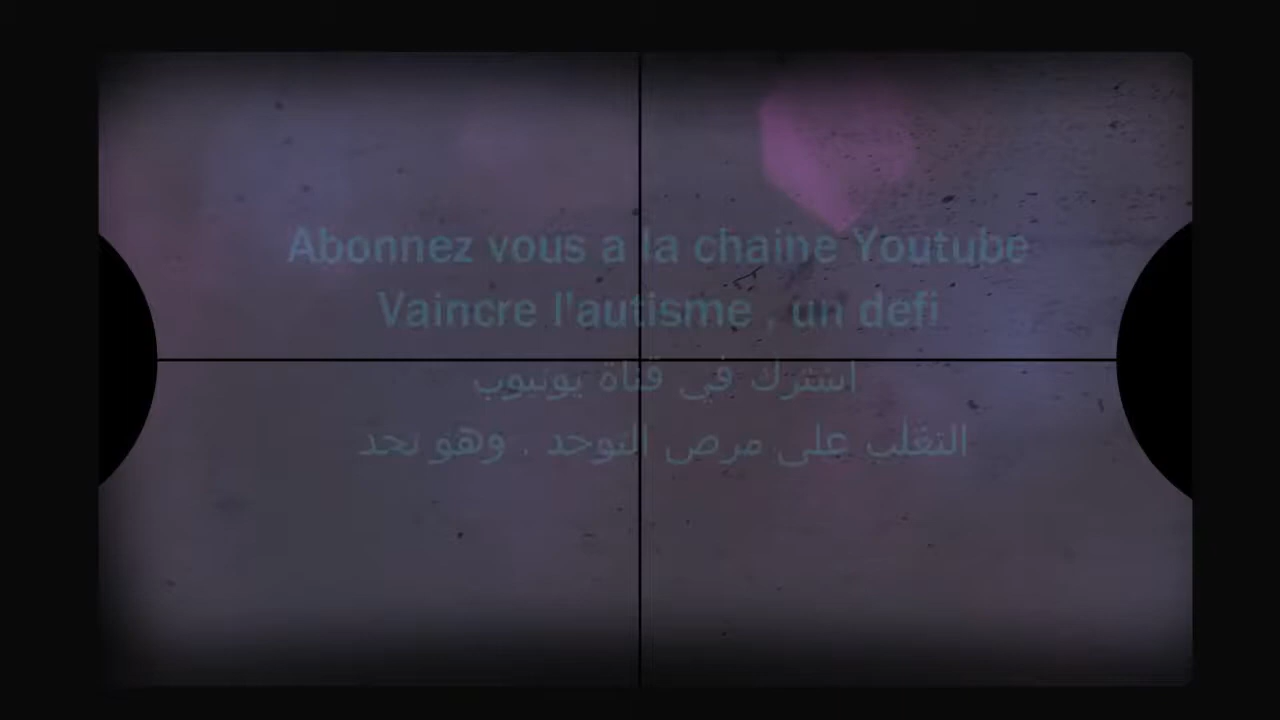 Abonnez vous a la chaine Youtube
Vaincre l'autisme , un defi
اشترك في قناة يوتيوب
التغلب على مرض التوحد . وهو تحد